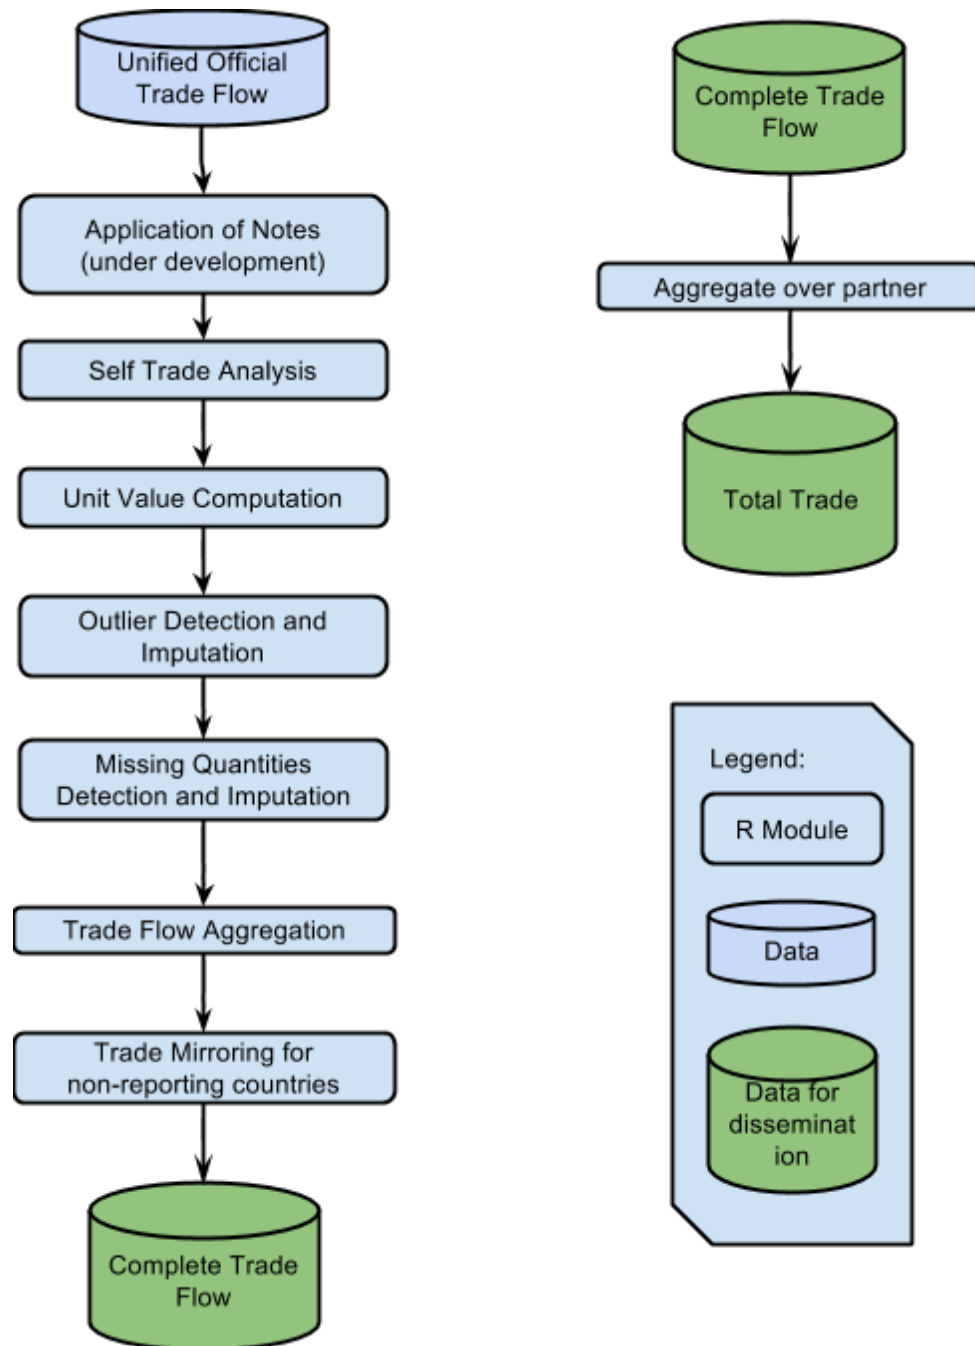 Unified Official
Trade Flow
Application of Notes
(under development)
Self Trade Analysis
Unit Value Computation
Outlier Detection and
Imputation
Missing Quantities
Detection and Imputation
Trade Flow Aggregation
Trade Mirroring for
non-reporting countries
Complete Trade
Flow
Complete Trade
Flow
Aggregate over partner
Total Trade
Legend:
R Module
Data
Data for
disseminat
ion